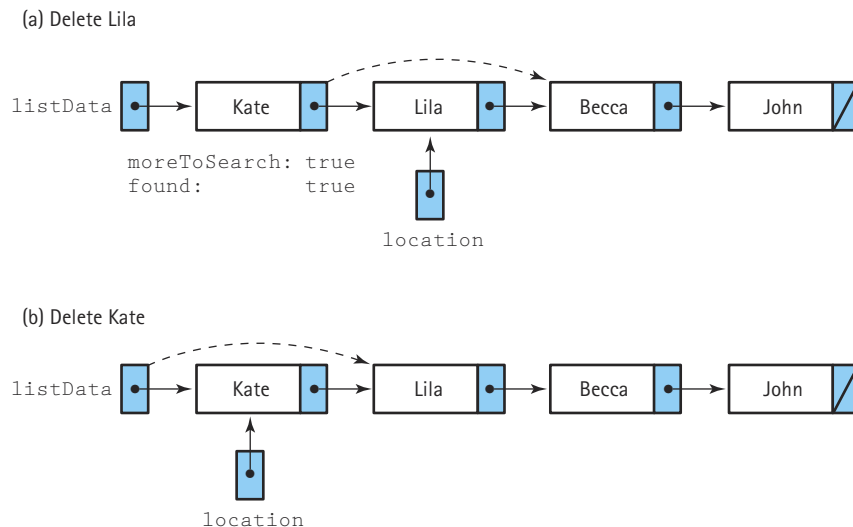 (a) Delete Lila
listData Kate Lila Becca John
moreToSearch: true
found: true
location
(b) Delete Kate
listData Kate Lila Becca John
location